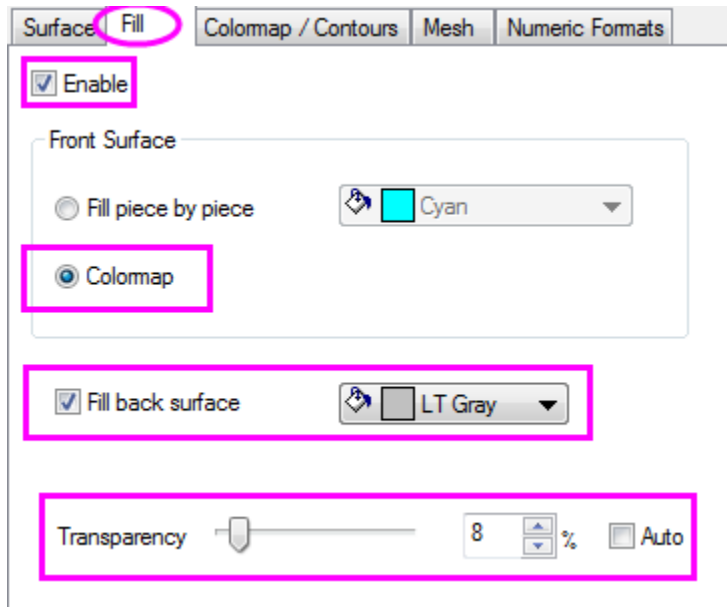 Surface Fill Colormap / Contours Mesh Numeric Formats
Enable
Front Surface
Fill piece by piece Cyan
Colormap
Fill back surface LT Gray
Transparency 8 % Auto